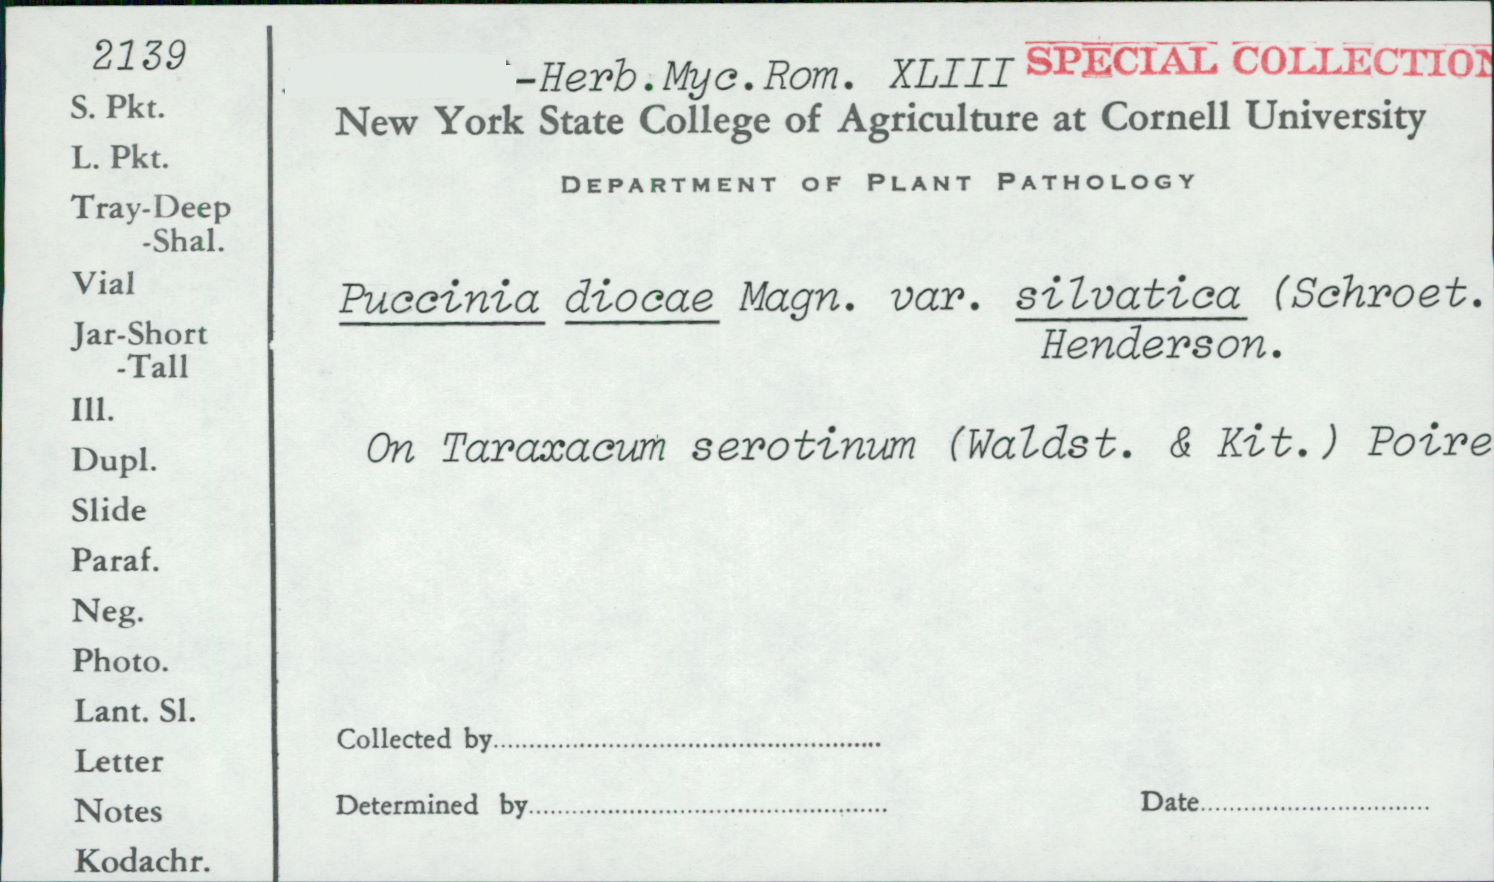 2139
S. Pkt.
L. Pkt.
Tray-Deep
-Shal.
Vial
Jar-Short
-Tall
Ill.
Dupl.
Slide
Paraf.
Neg.
Photo.
Lant. Sl.
Letter
Notes
Kodachr.
-Herb.Myc.Rom. XLIII SPECIAL COLLECTION
New York State College of Agriculture at Cornell University
DEPARTMENT OF PLANT PATHOLOGY
Puccinia diocae Magn. var. silvatica (Schroet.
Henderson.
On Taraxacum serotinum (Waldst. & Kit.) Poire
Collected by
Determined by
Date